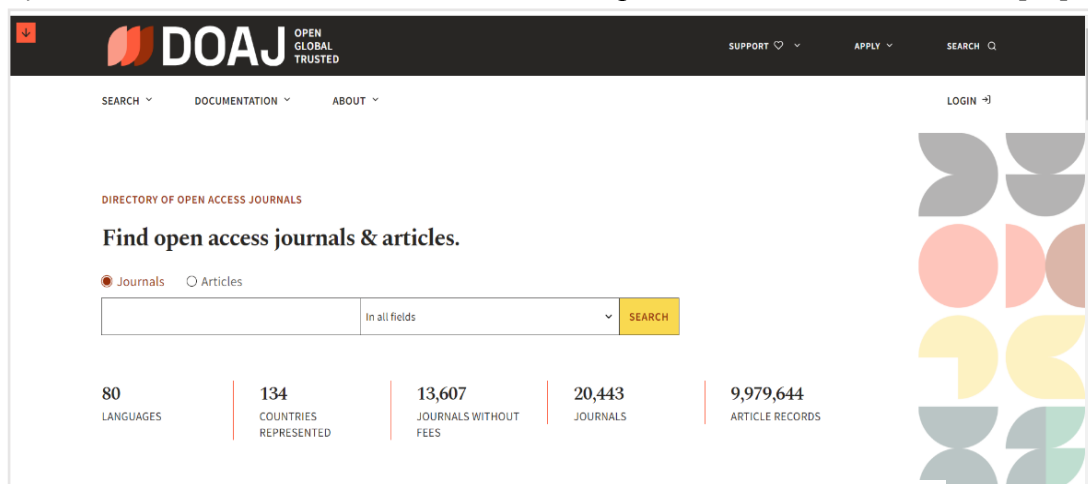 DOAJ
OPEN
GLOBAL
TRUSTED
SUPPORT
APPLY
SEARCH
SEARCH
DOCUMENTATION
ABOUT
LOGIN
DIRECTORY OF OPEN ACCESS JOURNALS
Find open access journals & articles.
Journals Articles
In all fields
SEARCH
80
LANGUAGES
134
COUNTRIES
REPRESENTED
13,607
JOURNALS WITHOUT
FEES
20,443
JOURNALS
9,979,644
ARTICLE RECORDS